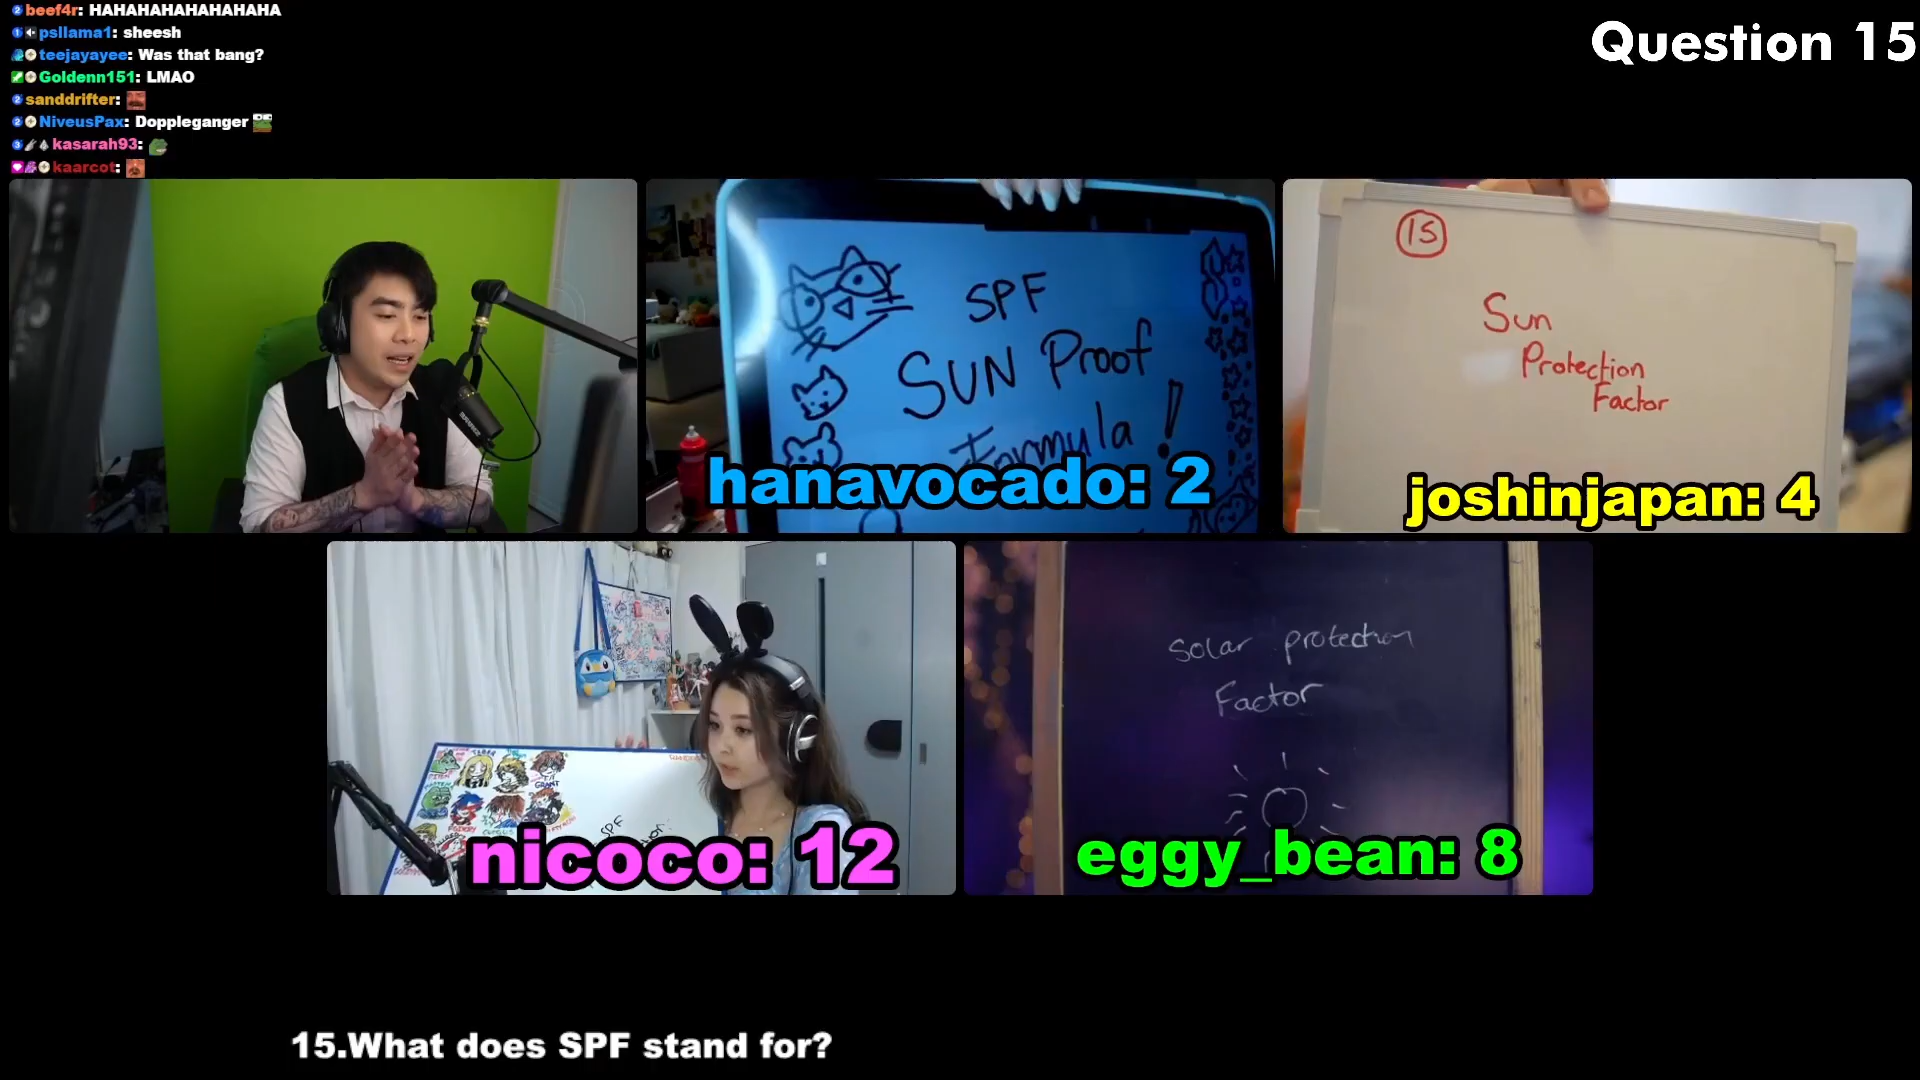 beef4r: HAHAHAHAHAHAHAHA
psllama1: sheesh
teejayayee: Was that bang?
Goldenn151: LMAO
sanddrifter:
NiveusPax: Doppleganger
kasarah93:
kaarcot:
Question 15
SPF
SUN Proof
Formula!
hanavocado: 2
15
Sun
Protection
Factor
joshinjapan: 4
GRANT
SPF
nicoco: 12
solar protection
Factor
eggy_bean: 8
15.What does SPF stand for?